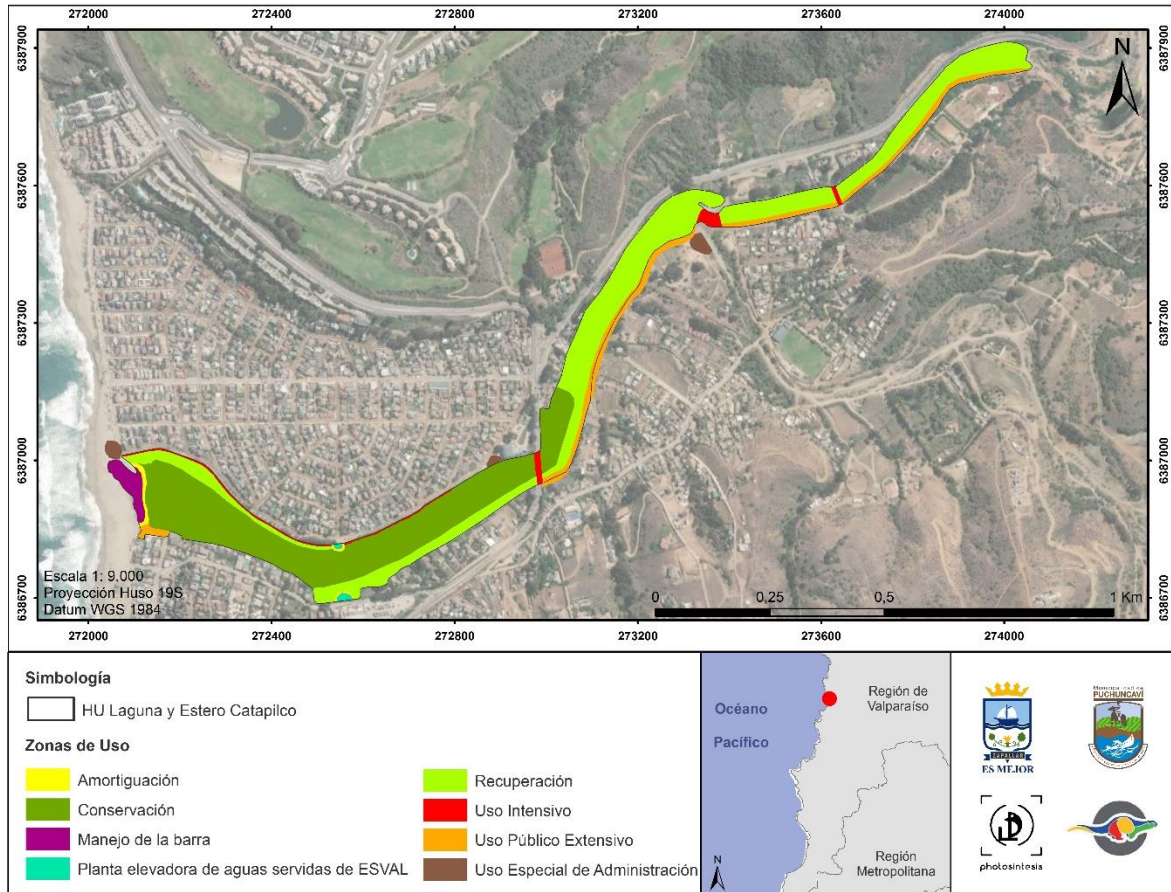 272000 272400 272800 273200 273600 274000
6387900
6387600
6387300
6387000
6386700
6387900
6387600
6387300
6387000
6386700
N
Escala 1: 9.000
Proyección Huso 19S
Datum WGS 1984
0 0,25 0,5 1 Km
272000 272400 272800 273200 273600 274000
Simbología
HU Laguna y Estero Catapilco
Zonas de Uso
Amortiguación
Conservación
Manejo de la barra
Planta elevadora de aguas servidas de ESVAL
Recuperación
Uso Intensivo
Uso Público Extensivo
Uso Especial de Administración
Océano
Pacífico
Región de
Valparaíso
Región
Metropolitana
N
ZAPALLAR
ES MEJOR
Municipalidad de
PUCHUNCAVÍ
photosintesis